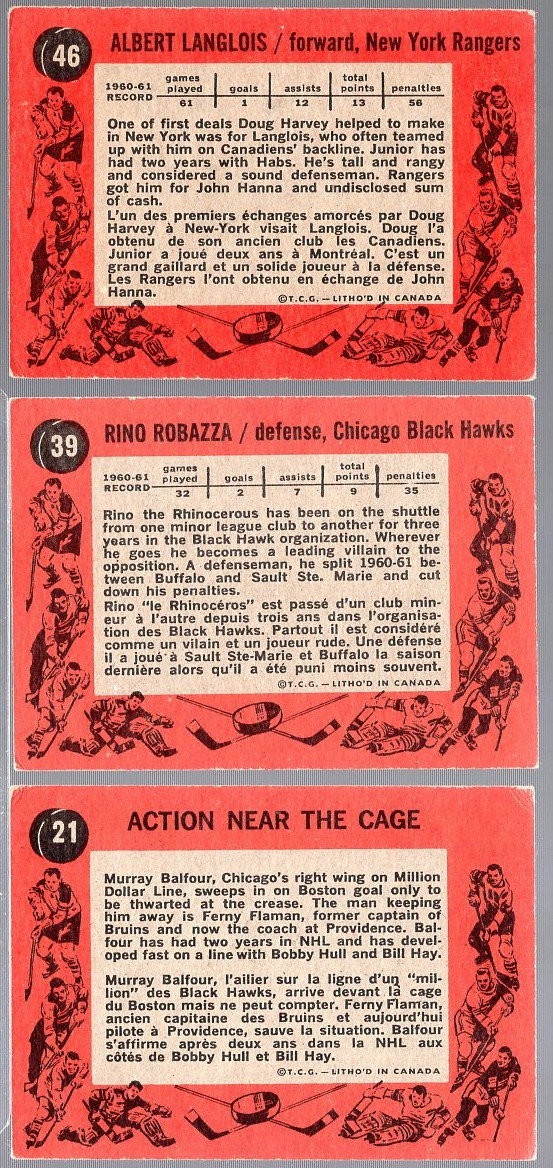 46
ALBERT LANGLOIS / forward, New York Rangers
1960-61 RECORD games played goals assists total points penalties
61 1 12 13 56
One of first deals Doug Harvey helped to make
in New York was for Langlois, who often teamed
up with him on Canadiens' backline. Junior has
had two years with Habs. He's tall and rangy
and considered a sound defenseman. Rangers
got him for John Hanna and undisclosed sum
of cash.
L'un des premiers échanges amorcés par Doug
Harvey à New-York visait Langlois. Doug l'a
obtenu de son ancien club les Canadiens.
Junior a joué deux ans à Montréal. C'est un
grand gaillard et un solide joueur à la défense.
Les Rangers l'ont obtenu en échange de John
Hanna.
©T.C.G. — LITHO'D IN CANADA
39
RINO ROBAZZA / defense, Chicago Black Hawks
1960-61 RECORD games played goals assists total points penalties
32 2 7 9 35
Rino the Rhinocerous has been on the shuttle
from one minor league club to another for three
years in the Black Hawk organization. Wherever
he goes he becomes a leading villain to the
opposition. A defenseman, he split 1960-61 be-
tween Buffalo and Sault Ste. Marie and cut
down his penalties.
Rino "le Rhinocéros" est passé d'un club min-
eur à l'autre depuis trois ans dans l'organisa-
tion des Black Hawks. Partout il est considéré
comme un vilain et un joueur rude. Une défense
il a joué à Sault Ste-Marie et Buffalo la saison
dernière alors qu'il a été puni moins souvent.
©T.C.G. — LITHO'D IN CANADA
21
ACTION NEAR THE CAGE
Murray Balfour, Chicago's right wing on Million
Dollar Line, sweeps in on Boston goal only to
be thwarted at the crease. The man keeping
him away is Ferny Flaman, former captain of
Bruins and now the coach at Providence. Bal-
four has had two years in NHL and has devel-
oped fast on a line with Bobby Hull and Bill Hay.
Murray Balfour, l'ailier sur la ligne d'un "mil-
lion" des Black Hawks, arrive devant la cage
du Boston mais ne peut compter. Ferny Flaman,
ancien capitaine des Bruins et aujourd'hui
pilote à Providence, sauve la situation. Balfour
s'affirme après deux ans dans la NHL aux
côtés de Bobby Hull et Bill Hay.
©T.C.G. — LITHO'D IN CANADA